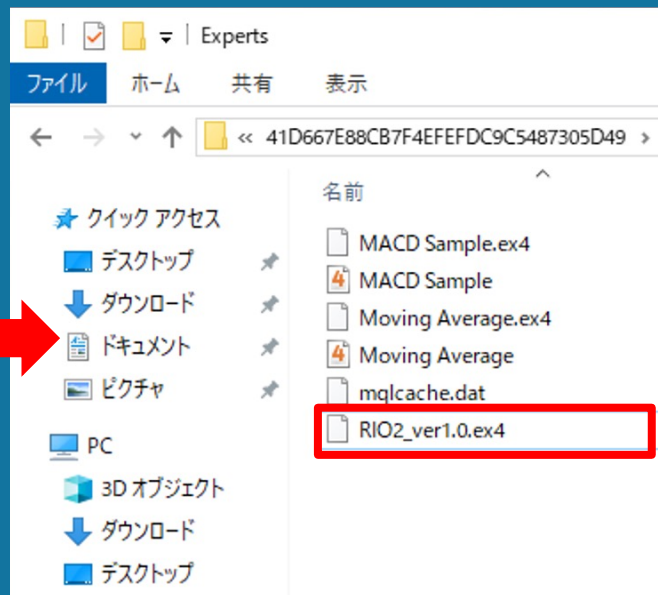 Experts
ファイル ホーム 共有 表示
« 41D667E88CB7F4EFEFDC9C5487305D49 >
クイック アクセス
デスクトップ
ダウンロード
ドキュメント
ピクチャ
PC
3D オブジェクト
ダウンロード
デスクトップ
名前
MACD Sample.ex4
MACD Sample
Moving Average.ex4
Moving Average
mqlcache.dat
RIO2_ver1.0.ex4